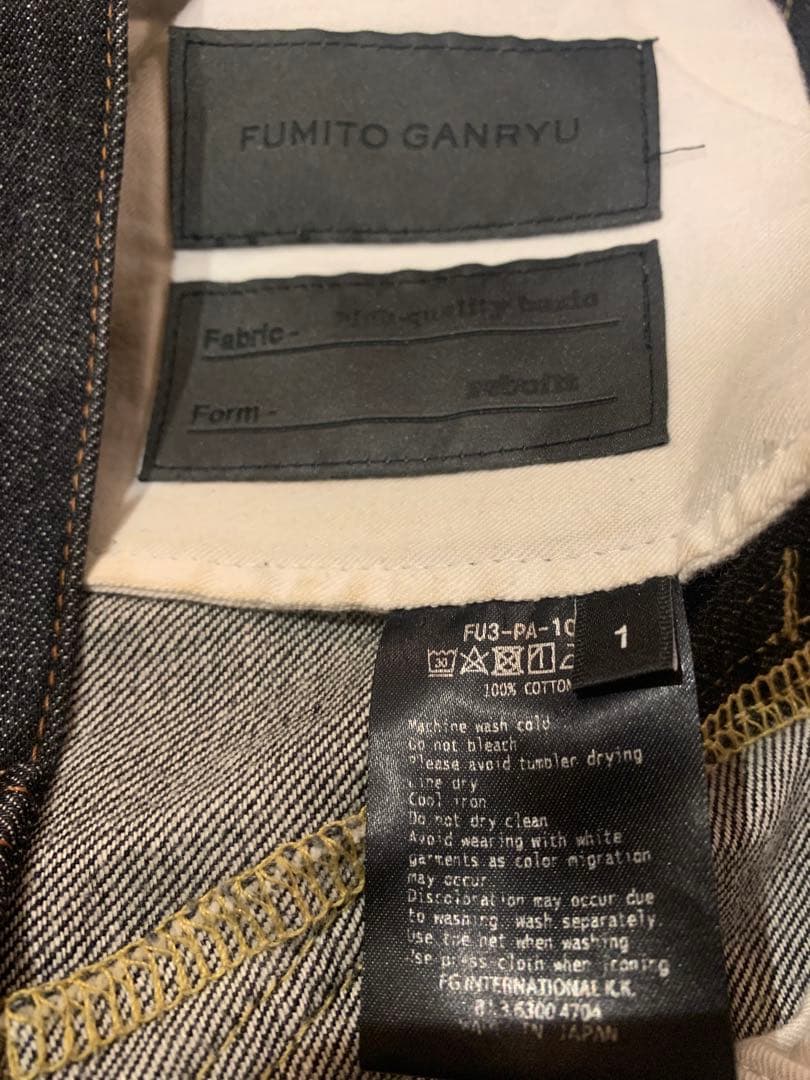 FUMITO GANRYU
Fabric - High-quality basic
Form -
FU3-PA-10
1
30
100% COTTON
Machine wash cold
Do not bleach
Please avoid tumbler drying
Line dry
Cool iron
Do not dry clean
Avoid wearing with white
garments as color migration
may occur.
Discoloration may occur due
to washing, wash separately.
Use the net when washing
Use press cloth when ironing
FG INTERNATIONAL K.K.
81.3.6300.4704
MADE IN JAPAN